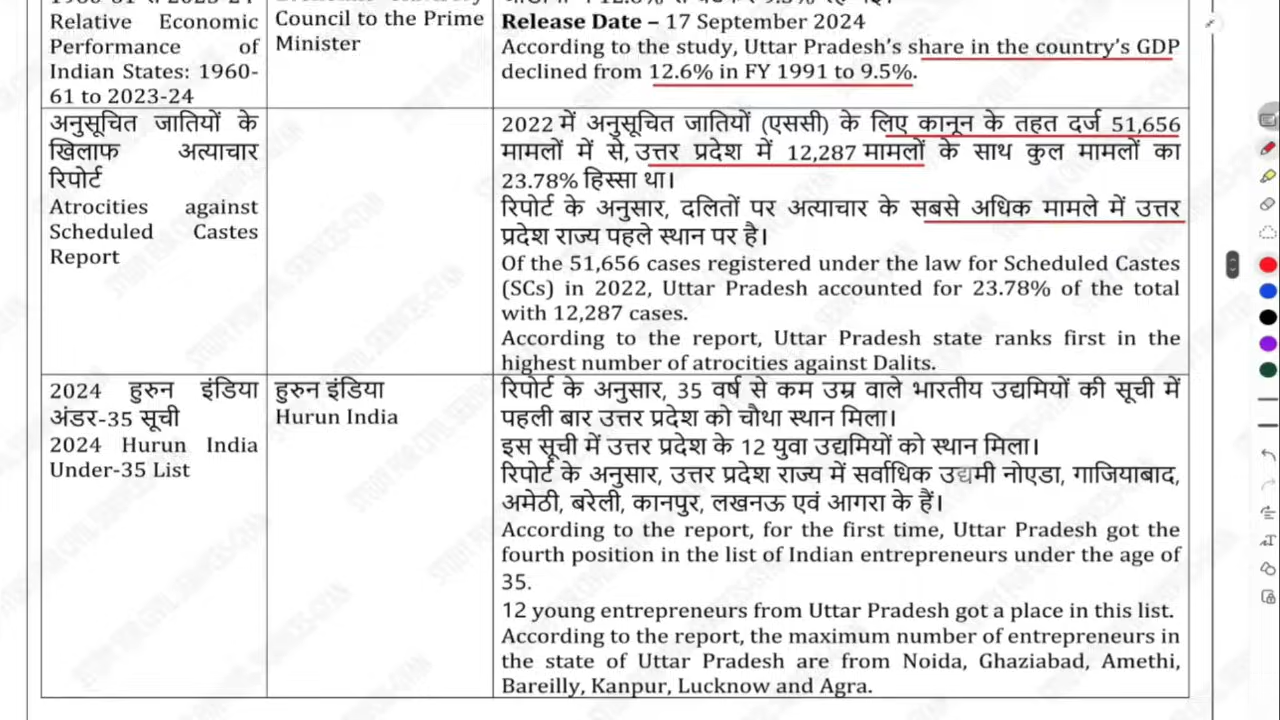 Relative Economic
Performance of
Indian States: 1960-
61 to 2023-24
Council to the Prime
Minister
Release Date – 17 September 2024
According to the study, Uttar Pradesh's share in the country's GDP
declined from 12.6% in FY 1991 to 9.5%.
अनुसूचित जातियों के
खिलाफ अत्याचार
रिपोर्ट
Atrocities against
Scheduled Castes
Report
2022 में अनुसूचित जातियों (एससी) के लिए कानून के तहत दर्ज 51,656
मामलों में से, उत्तर प्रदेश में 12,287 मामलों के साथ कुल मामलों का
23.78% हिस्सा था।
रिपोर्ट के अनुसार, दलितों पर अत्याचार के सबसे अधिक मामले में उत्तर
प्रदेश राज्य पहले स्थान पर है।
Of the 51,656 cases registered under the law for Scheduled Castes
(SCs) in 2022, Uttar Pradesh accounted for 23.78% of the total
with 12,287 cases.
According to the report, Uttar Pradesh state ranks first in the
highest number of atrocities against Dalits.
2024 हुरुन इंडिया
अंडर-35 सूची
2024 Hurun India
Under-35 List
हुरुन इंडिया
Hurun India
रिपोर्ट के अनुसार, 35 वर्ष से कम उम्र वाले भारतीय उद्यमियों की सूची में
पहली बार उत्तर प्रदेश को चौथा स्थान मिला।
इस सूची में उत्तर प्रदेश के 12 युवा उद्यमियों को स्थान मिला।
रिपोर्ट के अनुसार, उत्तर प्रदेश राज्य में सर्वाधिक उद्यमी नोएडा, गाजियाबाद,
अमेठी, बरेली, कानपुर, लखनऊ एवं आगरा के हैं।
According to the report, for the first time, Uttar Pradesh got the
fourth position in the list of Indian entrepreneurs under the age of
35.
12 young entrepreneurs from Uttar Pradesh got a place in this list.
According to the report, the maximum number of entrepreneurs in
the state of Uttar Pradesh are from Noida, Ghaziabad, Amethi,
Bareilly, Kanpur, Lucknow and Agra.